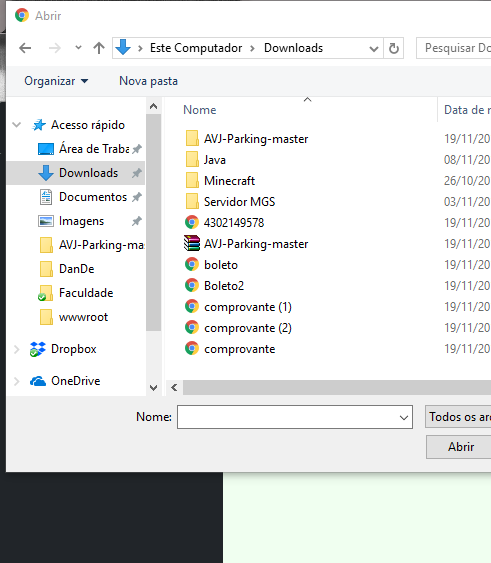 Abrir
Este Computador > Downloads
Pesquisar Do
Organizar
Nova pasta
Acesso rápido
Área de Traba
Downloads
Documentos
Imagens
AVJ-Parking-mas
DanDe
Faculdade
wwwroot
Dropbox
OneDrive
Nome Data de
AVJ-Parking-master 19/11/20
Java 08/11/20
Minecraft 26/10/20
Servidor MGS 03/11/20
4302149578 19/11/20
AVJ-Parking-master 19/11/20
boleto 19/11/20
Boleto2 19/11/20
comprovante (1) 19/11/20
comprovante (2) 19/11/20
comprovante 19/11/20
Nome:
Todos os ar
Abrir